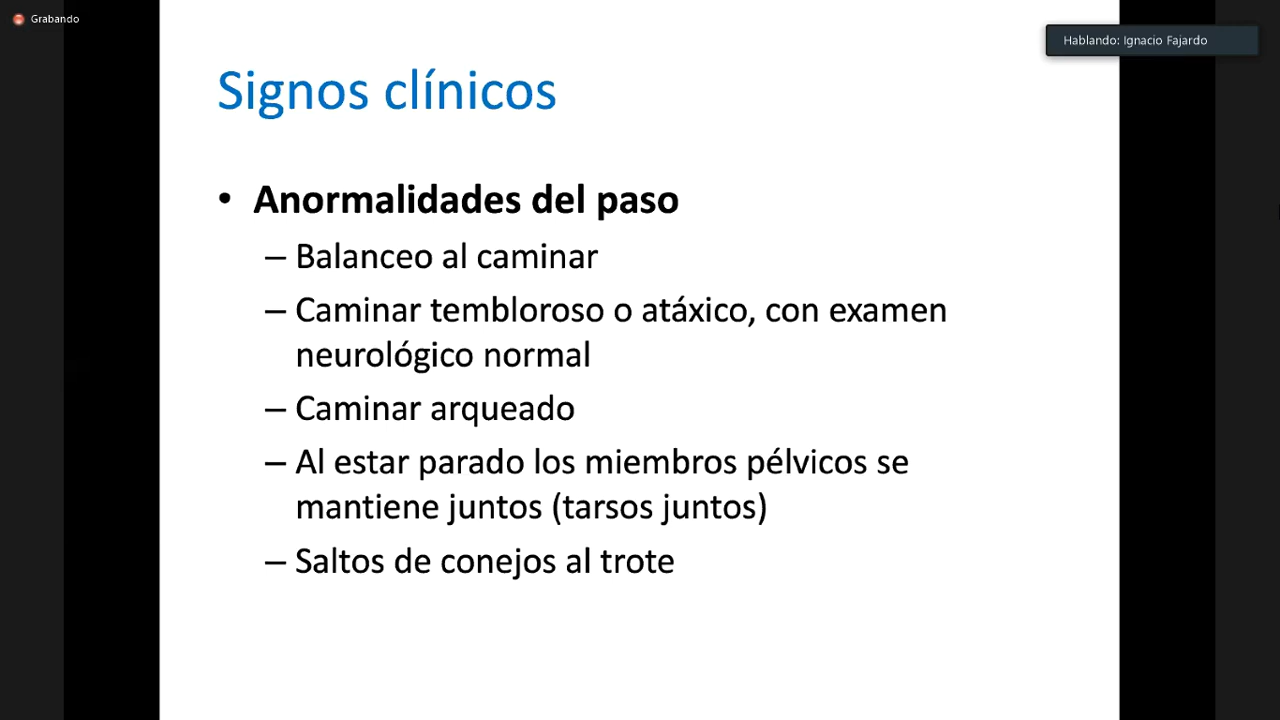 Grabando
Hablando: Ignacio Fajardo
Signos clínicos
• Anormalidades del paso
– Balanceo al caminar
– Caminar tembloroso o atáxico, con examen
neurológico normal
– Caminar arqueado
– Al estar parado los miembros pélvicos se
mantiene juntos (tarsos juntos)
– Saltos de conejos al trote